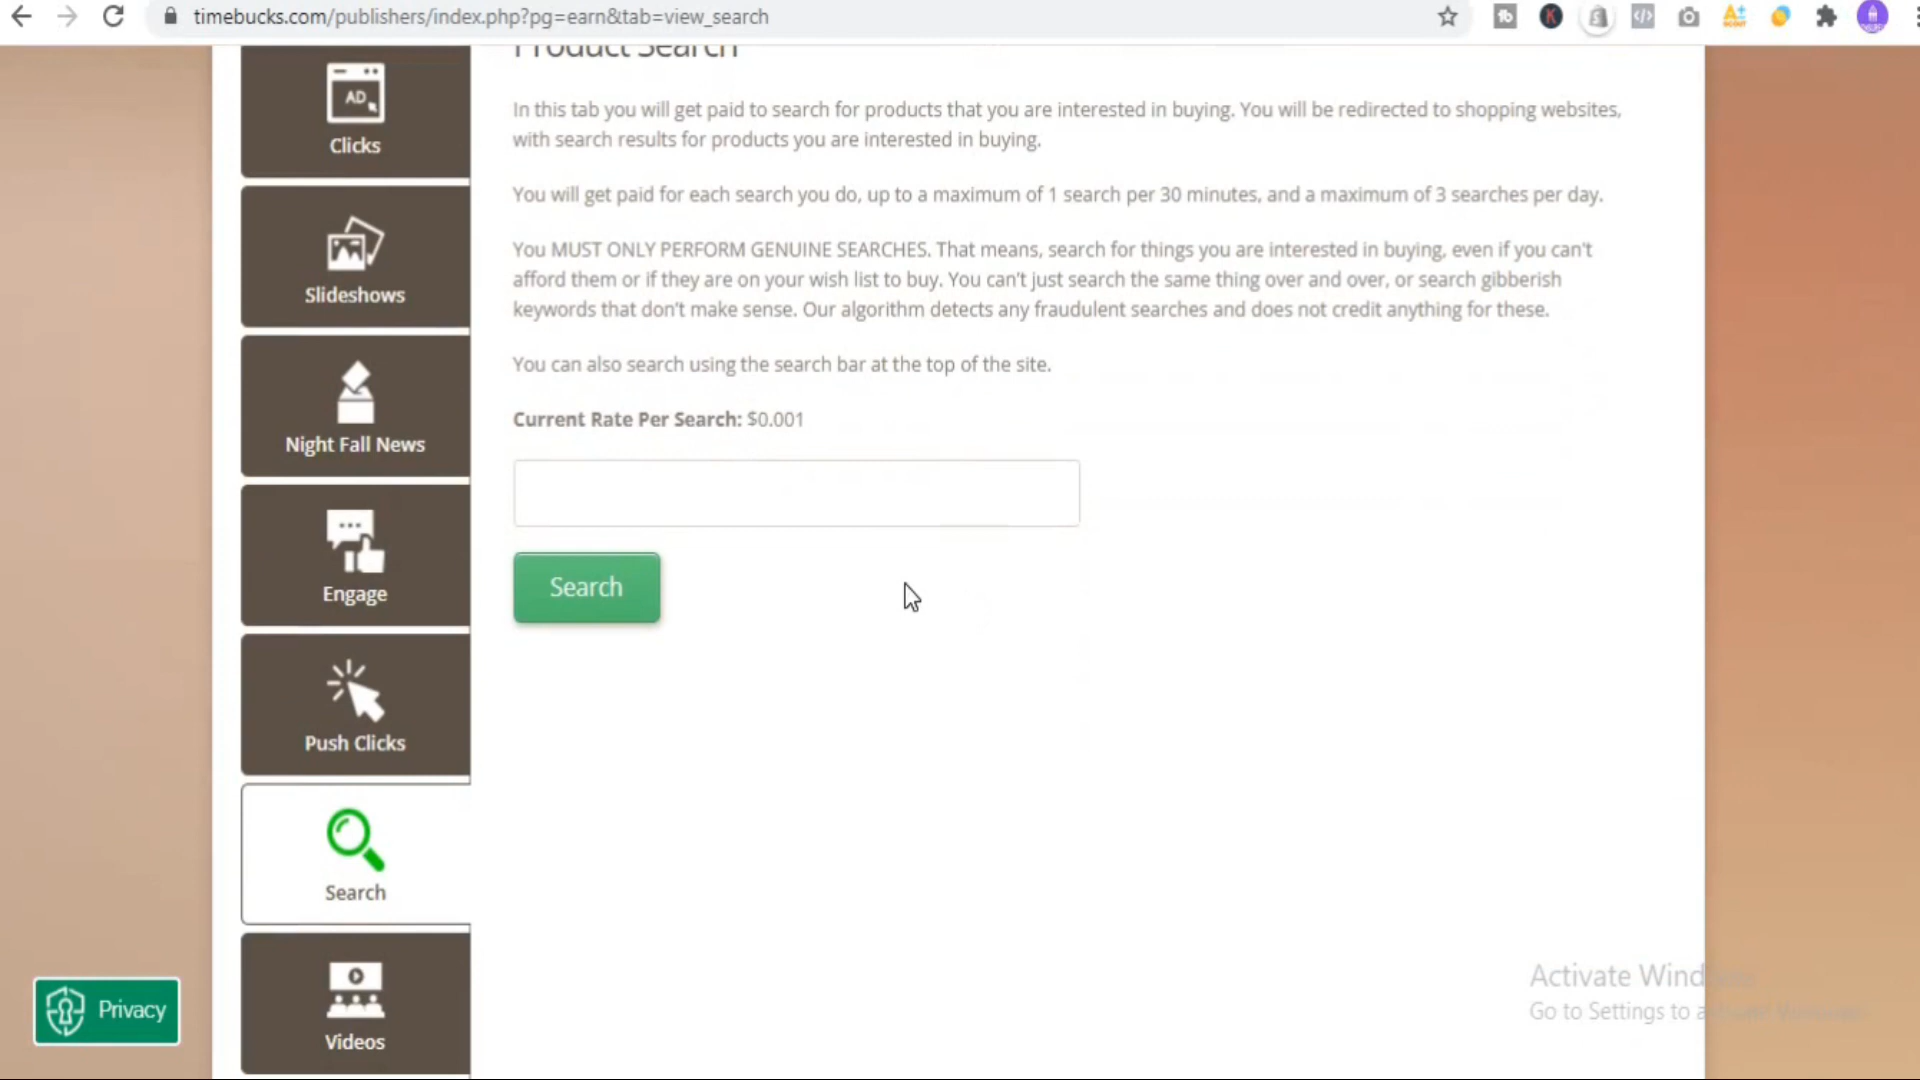 timebucks.com/publishers/index.php?pg=earn&tab=view_search
Product Search
In this tab you will get paid to search for products that you are interested in buying. You will be redirected to shopping websites,
with search results for products you are interested in buying.
You will get paid for each search you do, up to a maximum of 1 search per 30 minutes, and a maximum of 3 searches per day.
You MUST ONLY PERFORM GENUINE SEARCHES. That means, search for things you are interested in buying, even if you can't
afford them or if they are on your wish list to buy. You can't just search the same thing over and over, or search gibberish
keywords that don't make sense. Our algorithm detects any fraudulent searches and does not credit anything for these.
You can also search using the search bar at the top of the site.
Current Rate Per Search: $0.001
Search
AD
Clicks
Slideshows
Night Fall News
Engage
Push Clicks
Search
Videos
Privacy
Activate Windows
Go to Settings to activate Windows.